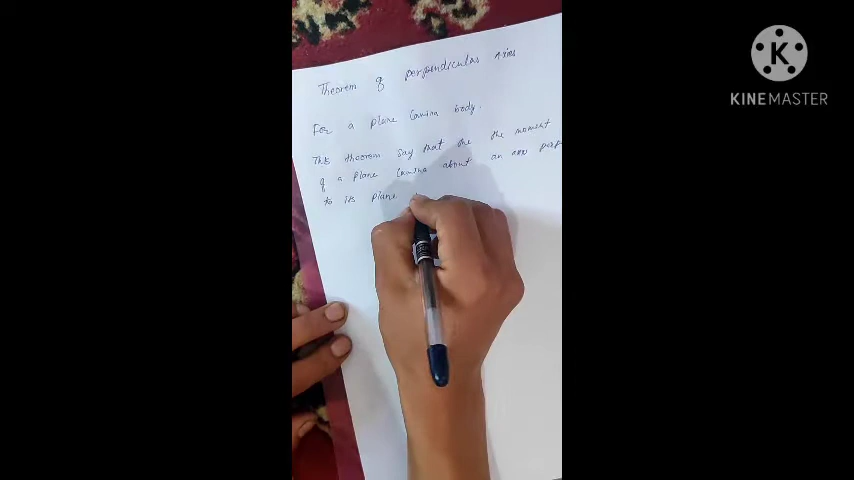 Theorem of perpendicular Axis
For a plane lamina body.
This theorem say that the the moment
of a plane lamina about an axis perp
to its plane
K
KINEMASTER